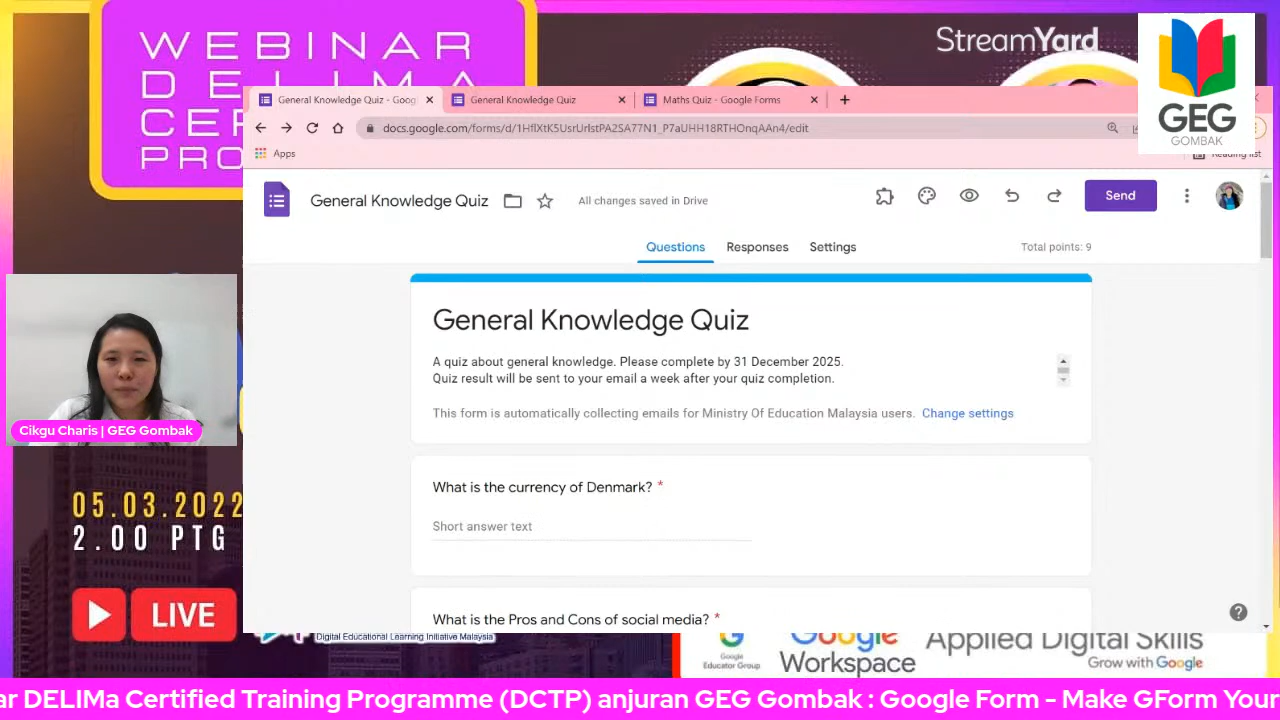 WEBINAR
DELIMA
CER
PRO
StreamYard
GEG
GOMBAK
General Knowledge Quiz - Goog
General Knowledge Quiz
Maths Quiz - Google Forms
Apps
Reading list
General Knowledge Quiz
All changes saved in Drive
Send
Questions
Responses
Settings
Total points: 9
General Knowledge Quiz
A quiz about general knowledge. Please complete by 31 December 2025.
Quiz result will be sent to your email a week after your quiz completion.
This form is automatically collecting emails for Ministry Of Education Malaysia users. Change settings
What is the currency of Denmark? *
Short answer text
What is the Pros and Cons of social media? *
Cikgu Charis | GEG Gombak
05.03.2022
2.00 PTG
LIVE
Digital Educational Learning Initiative Malaysia
Google
Educator Group
Google
Workspace
Applied Digital Skills
Grow with Google
ar DELIMa Certified Training Programme (DCTP) anjuran GEG Gombak : Google Form - Make GForm Your